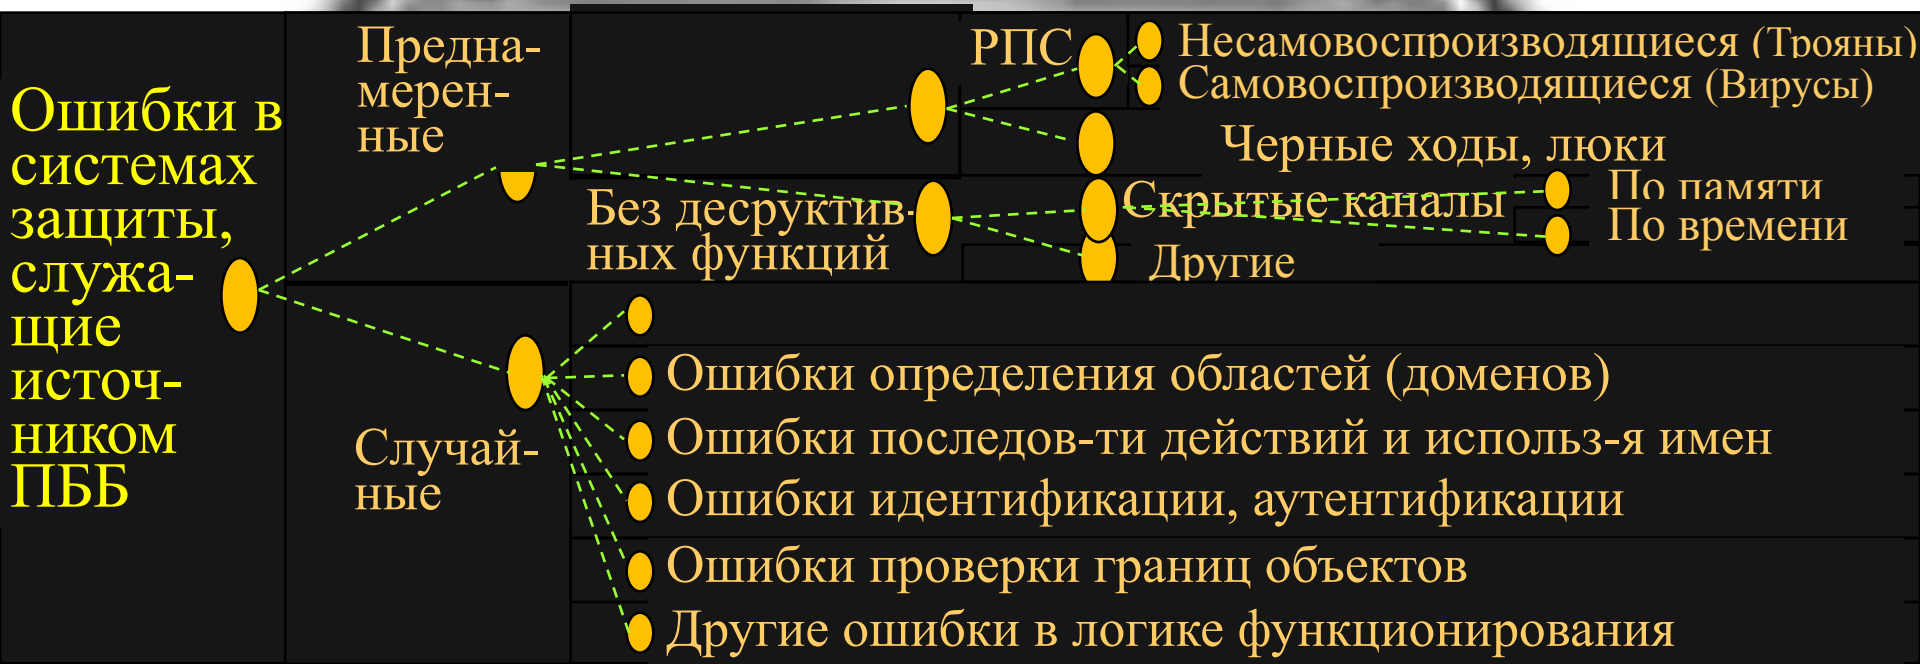 Ошибки в
системах
защиты,
служа-
щие
источ-
ником
ПББ
Предна-
мерен-
ные
РПС
Несамовоспроизводящиеся (Трояны)
Самовоспроизводящиеся (Вирусы)
Черные ходы, люки
Без десруктив-
ных функций
Скрытые каналы
По памяти
По времени
Другие
Случай-
ные
Ошибки определения областей (доменов)
Ошибки последов-ти действий и использ-я имен
Ошибки идентификации, аутентификации
Ошибки проверки границ объектов
Другие ошибки в логике функционирования